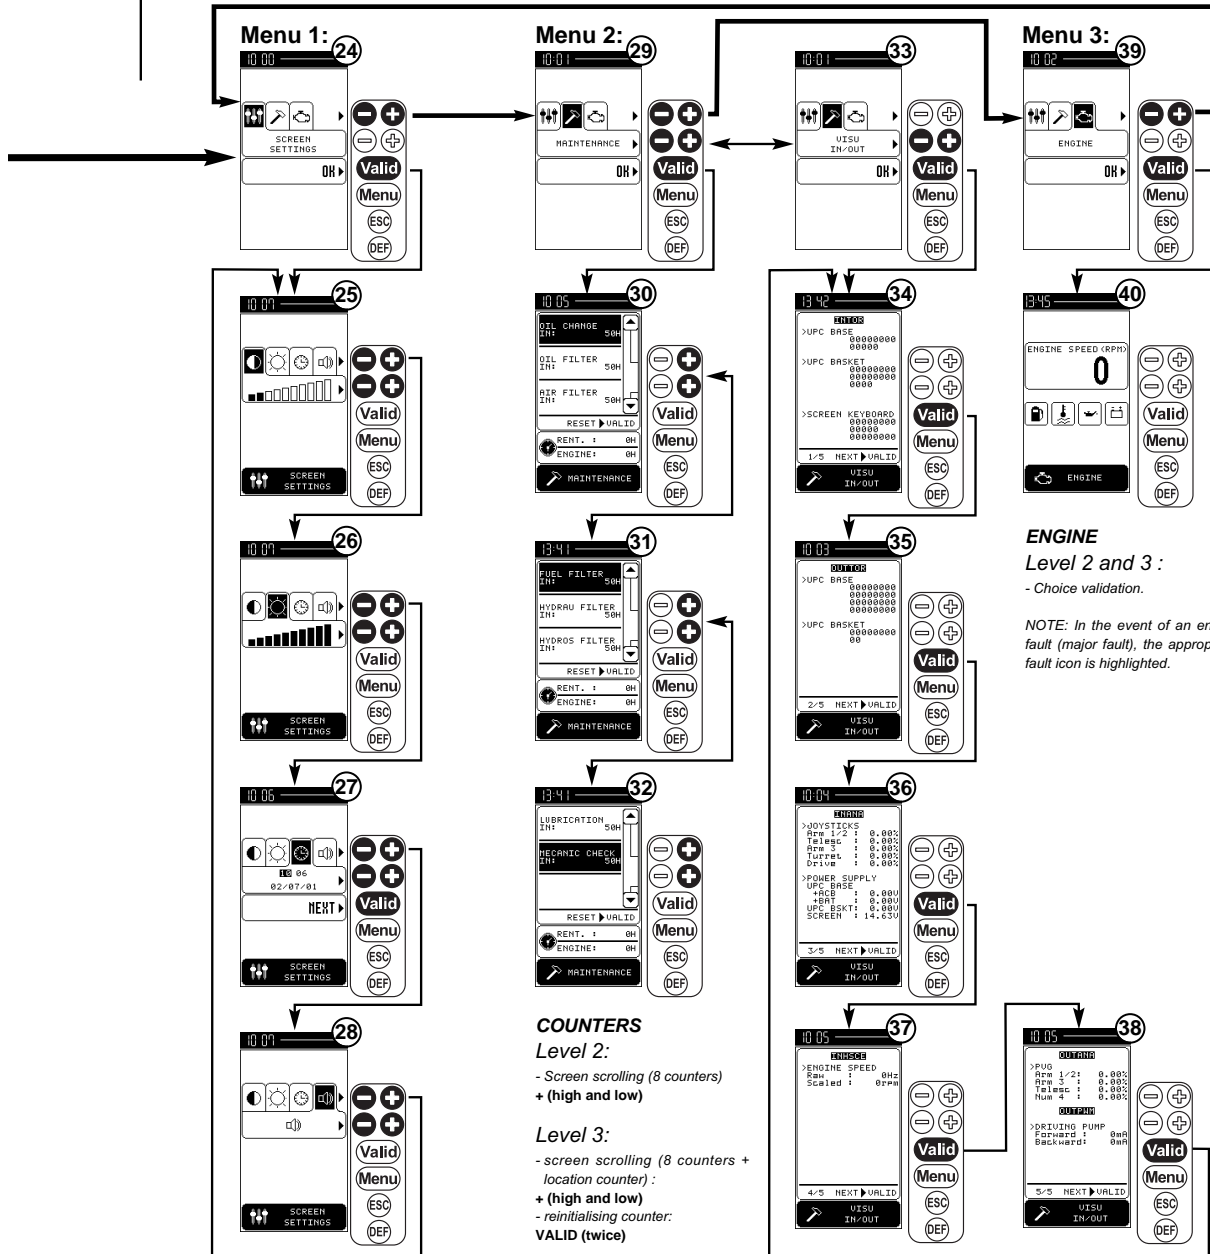 Menu 1:
24
10 00
SCREEN
SETTINGS
OK
Valid
Menu
ESC
DEF
Menu 2:
29
10:01
MAINTENANCE
OK
Valid
Menu
ESC
DEF
33
10:01
VISU
IN/OUT
OK
Valid
Menu
ESC
DEF
Menu 3:
39
10 02
ENGINE
OK
Valid
Menu
ESC
DEF
25
10 07
SCREEN
SETTINGS
Valid
Menu
ESC
DEF
30
10 05
OIL CHANGE
IN: 50H
OIL FILTER
IN: 50H
AIR FILTER
IN: 50H
RESET VALID
RENT. : 0H
ENGINE: 0H
MAINTENANCE
Valid
Menu
ESC
DEF
34
13 42
INTOR
>UPC BASE
00000000
00000
>UPC BASKET
00000000
00000000
0000
>SCREEN KEYBOARD
00000000
00000
00000000
1/5 NEXT VALID
VISU
IN/OUT
Valid
Menu
ESC
DEF
40
13:45
ENGINE SPEED (RPM)
0
ENGINE
Valid
Menu
ESC
DEF
26
10 07
SCREEN
SETTINGS
Valid
Menu
ESC
DEF
31
13:41
FUEL FILTER
IN: 50H
HYDRAU FILTER
IN: 50H
HYDROS FILTER
IN: 50H
RESET VALID
RENT. : 0H
ENGINE: 0H
MAINTENANCE
Valid
Menu
ESC
DEF
35
10 03
OUTTOR
>UPC BASE
00000000
00000000
00000000
00000000
>UPC BASKET
00000000
00
2/5 NEXT VALID
VISU
IN/OUT
Valid
Menu
ESC
DEF
ENGINE
Level 2 and 3 :
- Choice validation.
NOTE: In the event of an en
fault (major fault), the approp
fault icon is highlighted.
27
10 06
10 06
02/07/01
NEXT
SCREEN
SETTINGS
Valid
Menu
ESC
DEF
32
13:41
LUBRICATION
IN: 50H
MECANIC CHECK
IN: 50H
RESET VALID
RENT. : 0H
ENGINE: 0H
MAINTENANCE
Valid
Menu
ESC
DEF
36
10:04
INANA
>JOYSTICKS
Arm 1/2 : 0.00%
Telesc : 0.00%
Arm 3 : 0.00%
Turret : 0.00%
Drive : 0.00%
>POWER SUPPLY
UPC BASE
+ACB : 0.00V
+BAT : 0.00V
UPC BSKT: 0.00V
SCREEN : 14.63V
3/5 NEXT VALID
VISU
IN/OUT
Valid
Menu
ESC
DEF
28
10 07
SCREEN
SETTINGS
Valid
Menu
ESC
DEF
COUNTERS
Level 2:
- Screen scrolling (8 counters)
+ (high and low)
Level 3:
- screen scrolling (8 counters +
location counter) :
+ (high and low)
- reinitialising counter:
VALID (twice)
37
10 05
INHSCE
>ENGINE SPEED
Raw : 0Hz
Scaled : 0rpm
4/5 NEXT VALID
VISU
IN/OUT
Valid
Menu
ESC
DEF
38
10 05
OUTANA
>PVG
Arm 1/2: 0.00%
Arm 3 : 0.00%
Telesc : 0.00%
Num 4 : 0.00%
OUTPWM
>DRIVING PUMP
Forward : 0mA
Backward: 0mA
5/5 NEXT VALID
VISU
IN/OUT
Valid
Menu
ESC
DEF